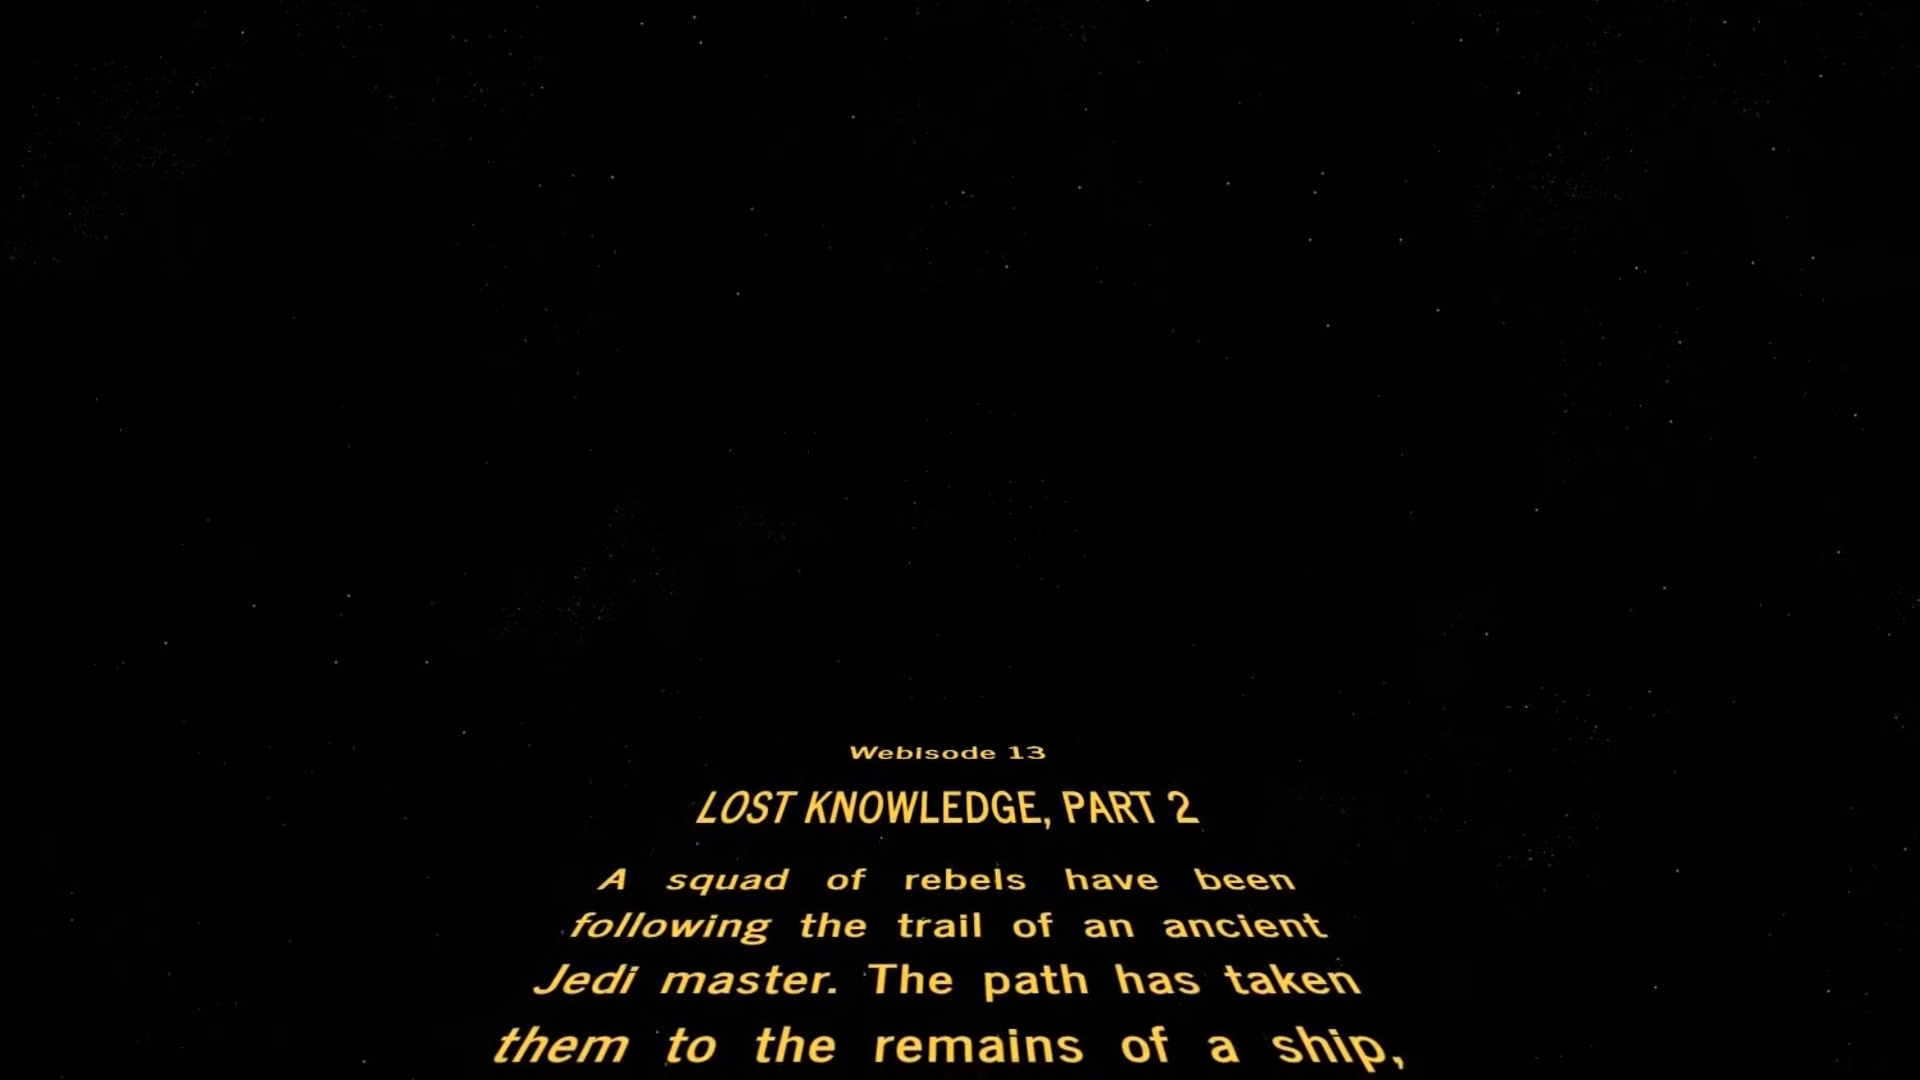 Webisode 13
LOST KNOWLEDGE, PART 2
A squad of rebels have been
following the trail of an ancient
Jedi master. The path has taken
them to the remains of a ship,